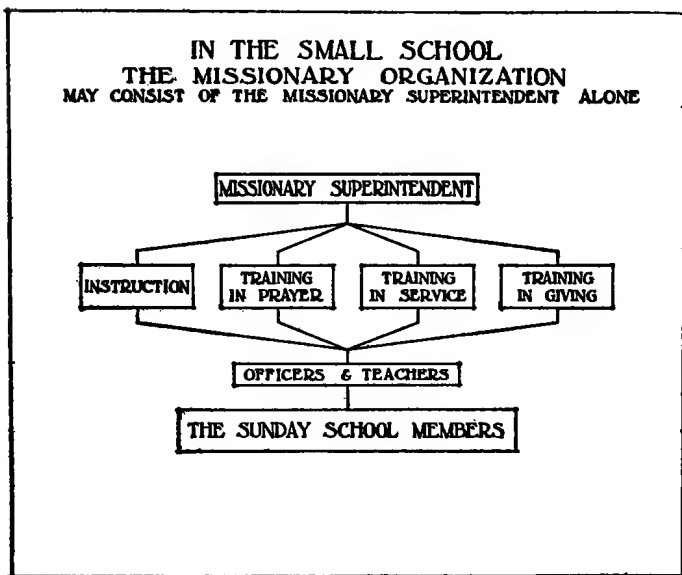 IN THE SMALL SCHOOL
THE MISSIONARY ORGANIZATION
MAY CONSIST OF THE MISSIONARY SUPERINTENDENT ALONE
MISSIONARY SUPERINTENDENT
INSTRUCTION
TRAINING
IN PRAYER
TRAINING
IN SERVICE
TRAINING
IN GIVING
OFFICERS & TEACHERS
THE SUNDAY SCHOOL MEMBERS